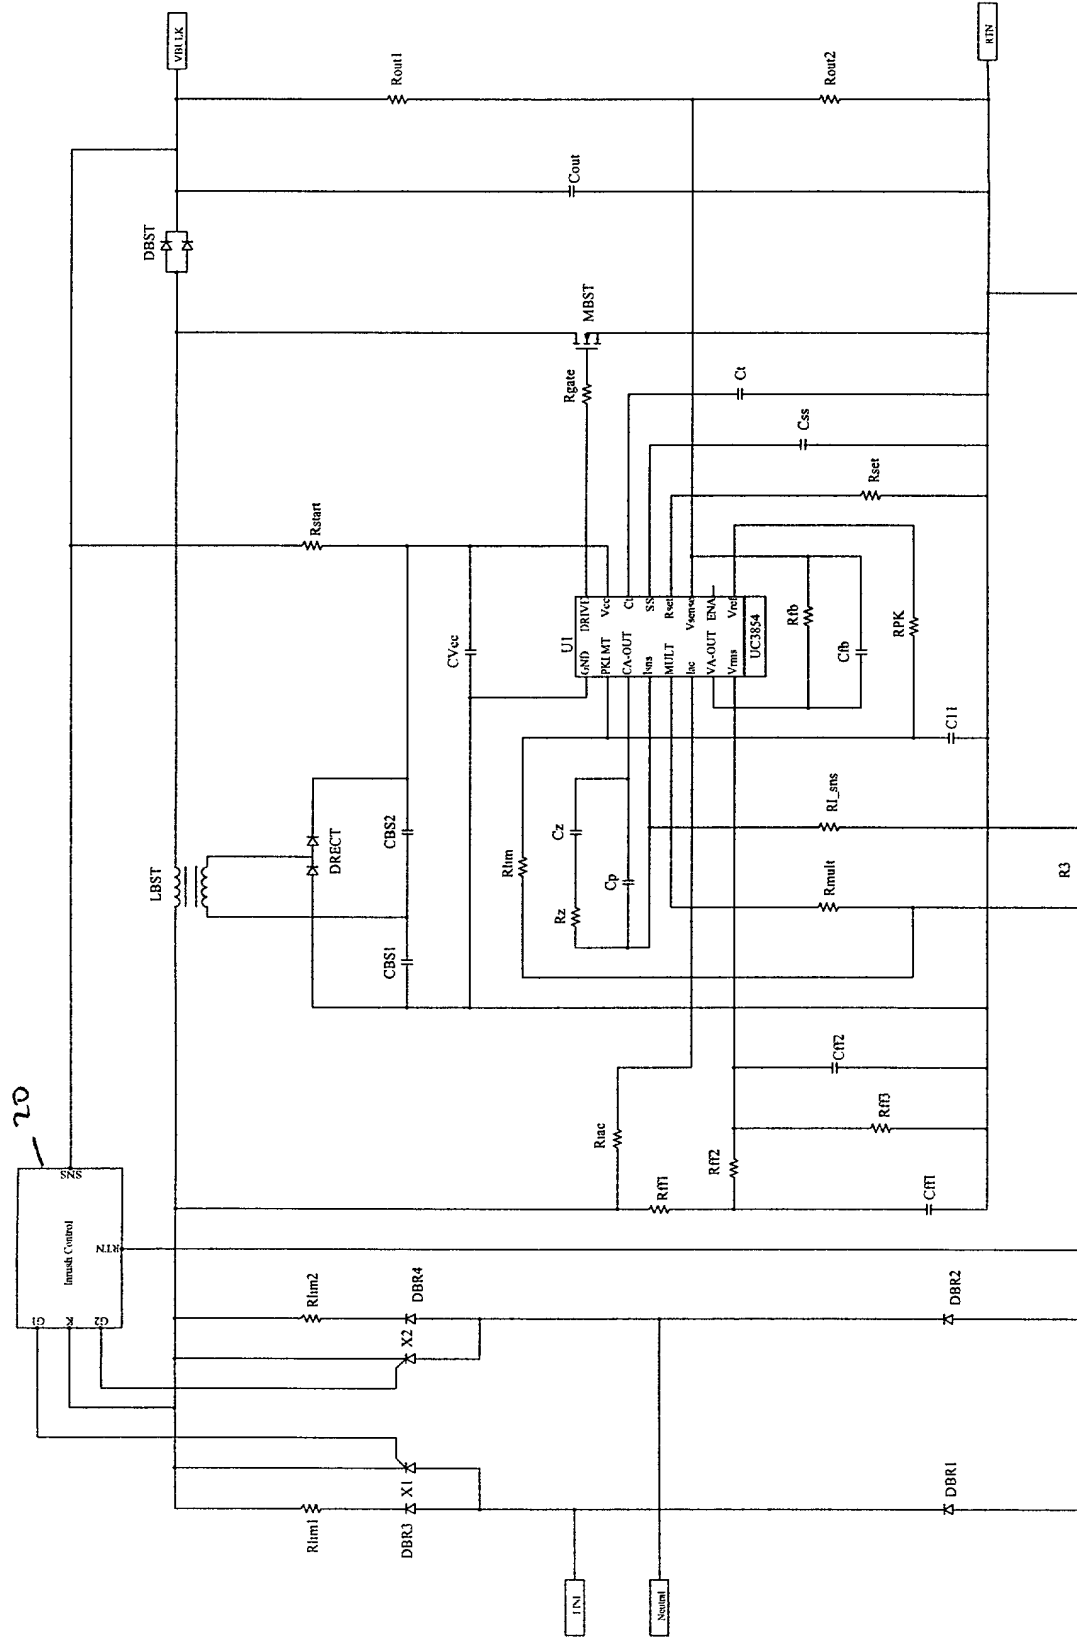 20
Inrush Control
G1
K
G2
RTN
SNS
VBULK
DBST
LBST
Rout1
Rout2
RTN
Cout
MBST
Rgate
Ct
Css
Rset
Rstart
CVcc
DRECT
CBS2
CBS1
U1
GND
DRIVE
PKLMT
Vcc
CA-OUT
Ct
Isns
SS
MULT
Rset
Iac
Vsense
VA-OUT
ENA
Vrms
Vref
UC3854
Rfb
Cfb
RPK
C11
Rlim
Cz
Rz
Cp
RI_sns
Rmult
R3
Riac
Cff2
Rff3
Rff2
Rff1
Cff1
Rlim2
DBR4
X2
DBR2
Rlim1
X1
DBR3
DBR1
Neutral